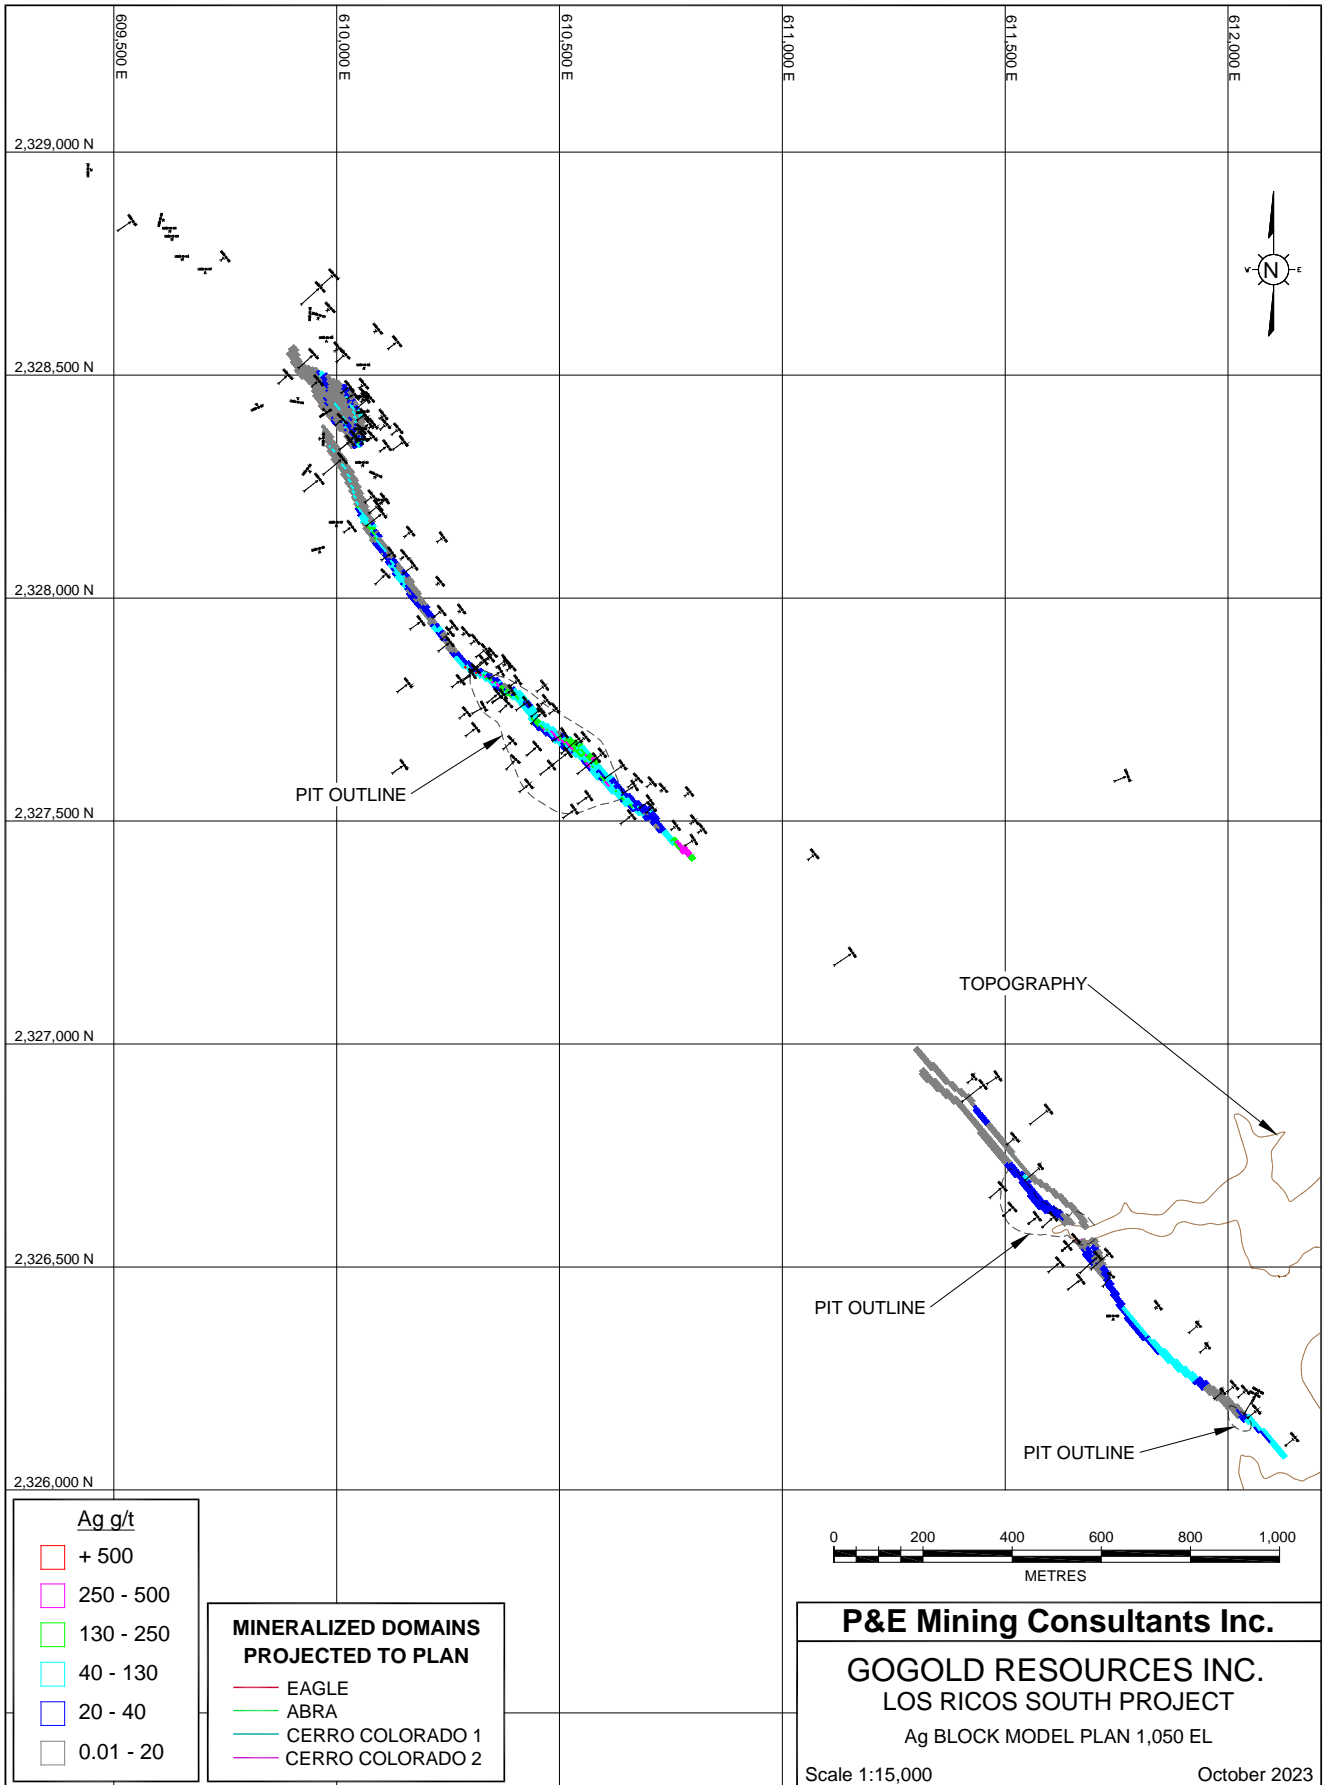 609,500 E
610,000 E
610,500 E
611,000 E
611,500 E
612,000 E
2,329,000 N
W N E
2,328,500 N
2,328,000 N
PIT OUTLINE
2,327,500 N
TOPOGRAPHY
2,327,000 N
PIT OUTLINE
2,326,500 N
PIT OUTLINE
2,326,000 N
Ag g/t
+ 500
250 - 500
130 - 250
40 - 130
20 - 40
0.01 - 20
MINERALIZED DOMAINS
PROJECTED TO PLAN
EAGLE
ABRA
CERRO COLORADO 1
CERRO COLORADO 2
0 200 400 600 800 1,000
METRES
P&E Mining Consultants Inc.
GOGOLD RESOURCES INC.
LOS RICOS SOUTH PROJECT
Ag BLOCK MODEL PLAN 1,050 EL
Scale 1:15,000 October 2023